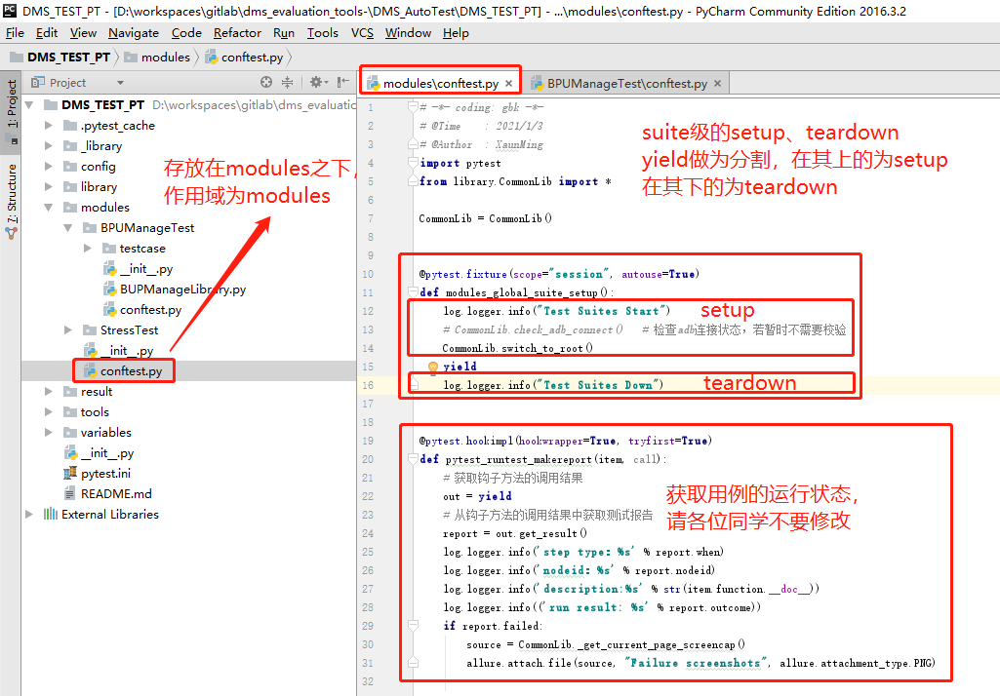 DMS_TEST_PT - [D:\workspaces\gitlab\dms_evaluation_tools-\DMS_AutoTest\DMS_TEST_PT] - ...\modules\conftest.py - PyCharm Community Edition 2016.3.2
File Edit View Navigate Code Refactor Run Tools VCS Window Help
DMS_TEST_PT modules conftest.py
Project
modules\conftest.py × BPUManageTest\conftest.py ×
1: Project
7: Structure
DMS_TEST_PT D:\workspaces\gitlab\dms_evaluatio
.pytest_cache
_library
config
library
modules
BPUManageTest
testcase
__init__.py
BUPManageLibrary.py
conftest.py
StressTest
__init__.py
conftest.py
result
tools
variables
__init__.py
pytest.ini
README.md
External Libraries
存放在modules之下,
作用域为modules
1 # -*- coding: gbk -*-
2 # @Time : 2021/1/3
3 # @Author : XaunMing
4 import pytest
5 from library.CommonLib import *
6
7 CommonLib = CommonLib()
8
9
10 @pytest.fixture(scope="session", autouse=True)
11 def modules_global_suite_setup():
12 log.logger.info("Test Suites Start")
13 # CommonLib.check_adb_connect() # 检查adb连接状态，若暂时不需要校验
14 CommonLib.switch_to_root()
15 yield
16 log.logger.info("Test Suites Down")
17
18
19 @pytest.hookimpl(hookwrapper=True, tryfirst=True)
20 def pytest_runtest_makereport(item, call):
21 # 获取钩子方法的调用结果
22 out = yield
23 # 从钩子方法的调用结果中获取测试报告
24 report = out.get_result()
25 log.logger.info('step type: %s' % report.when)
26 log.logger.info('nodeid: %s' % report.nodeid)
27 log.logger.info('description:%s' % str(item.function.__doc__))
28 log.logger.info(('run result: %s' % report.outcome))
29 if report.failed:
30 source = CommonLib._get_current_page_screencap()
31 allure.attach.file(source, "Failure screenshots", allure.attachment_type.PNG)
32
suite级的setup、teardown
yield做为分割，在其上的为setup
在其下的为teardown
setup
teardown
获取用例的运行状态，
请各位同学不要修改